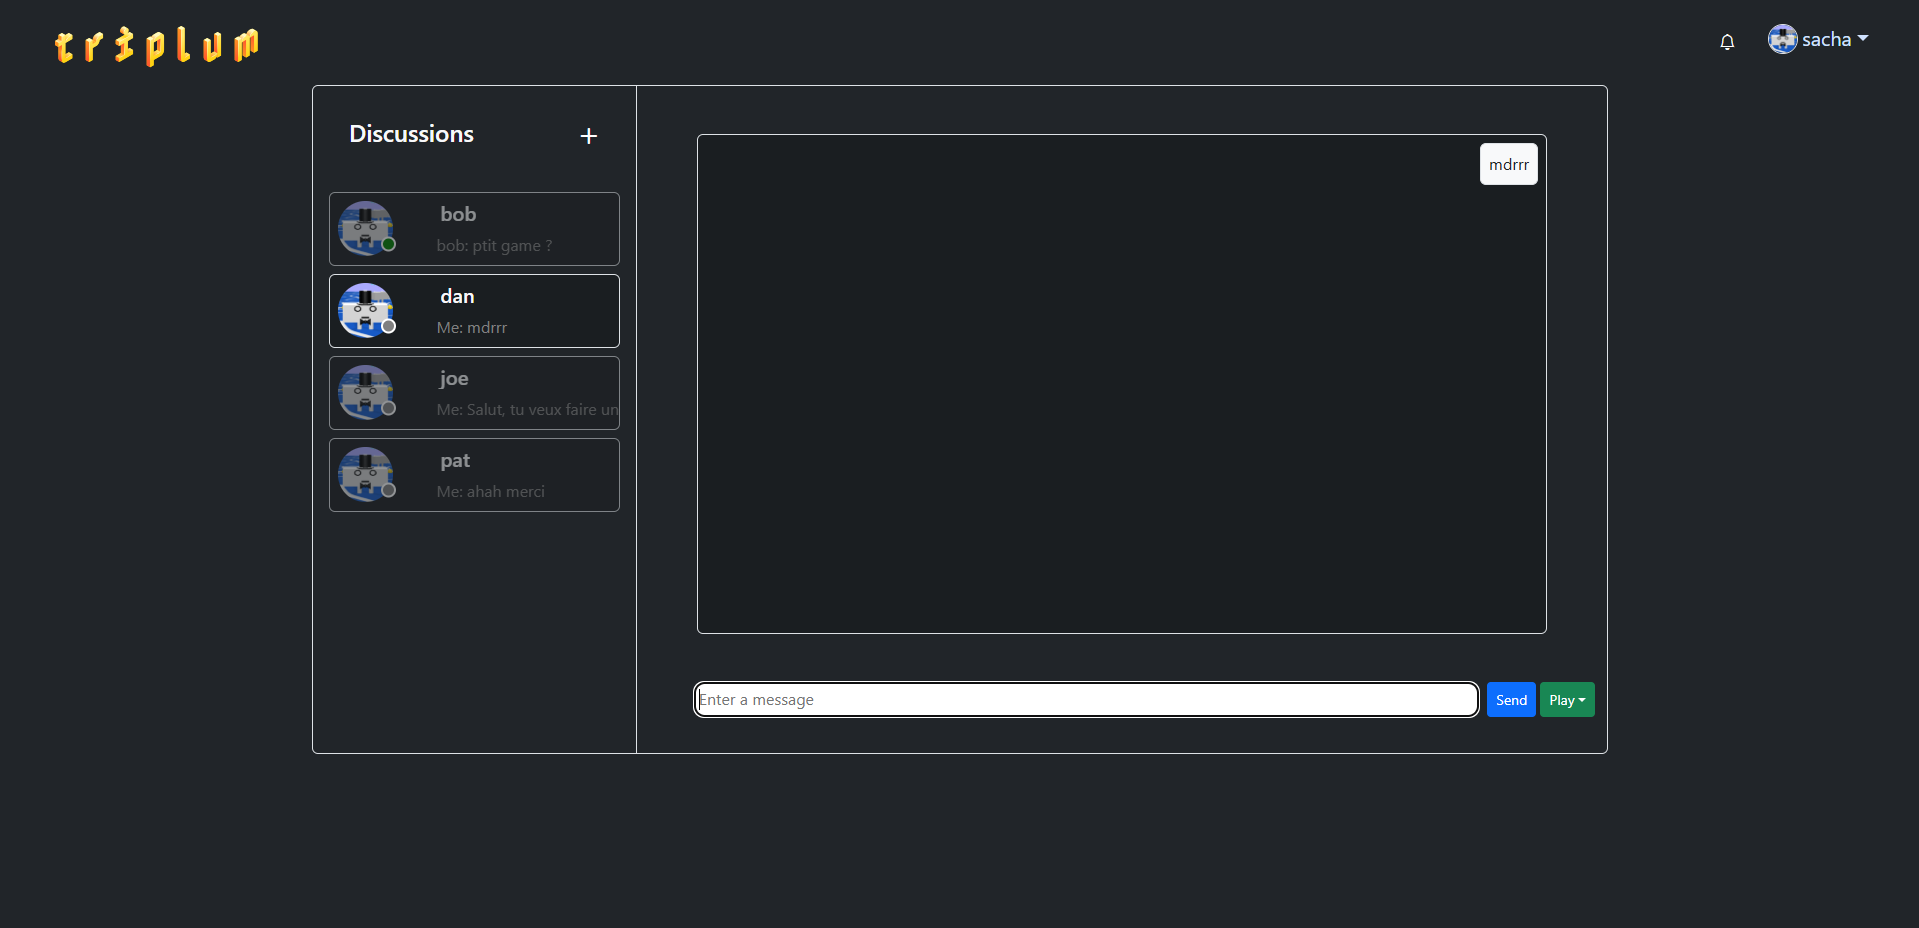 triplum
sacha
Discussions
+
bob
bob: ptit game ?
dan
Me: mdrrr
joe
Me: Salut, tu veux faire un
pat
Me: ahah merci
mdrrr
Enter a message
Send
Play